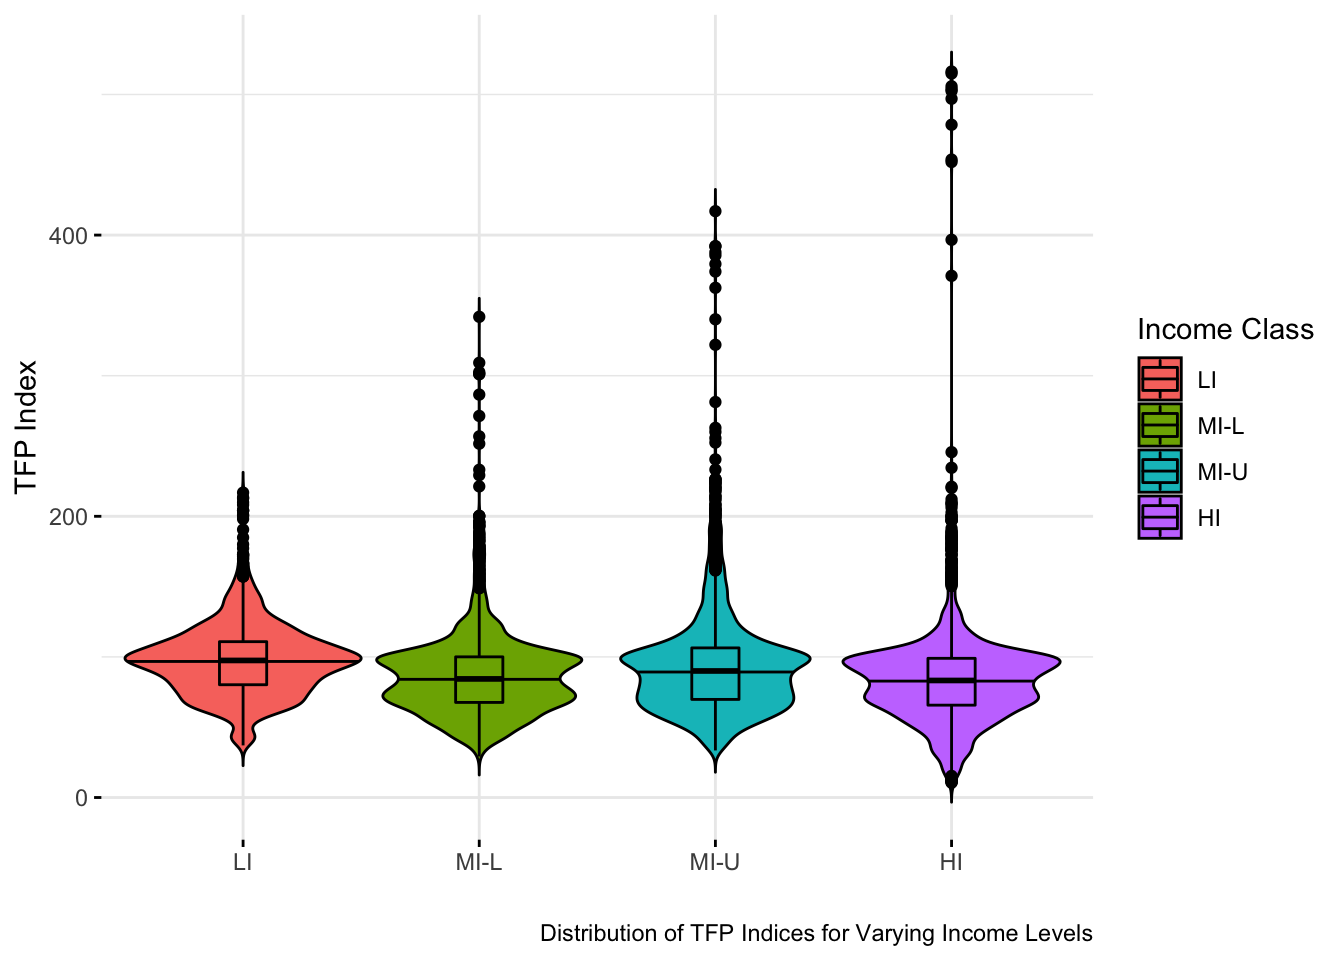 TFP Index
400
200
0
LI
MI-L
MI-U
HI
Income Class
LI
MI-L
MI-U
HI
Distribution of TFP Indices for Varying Income Levels